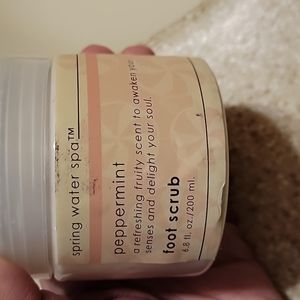 spring water spa™
peppermint
a refreshing fruity scent to awaken your
senses and delight your soul.
foot scrub
6.8 fl. oz./200 ml.